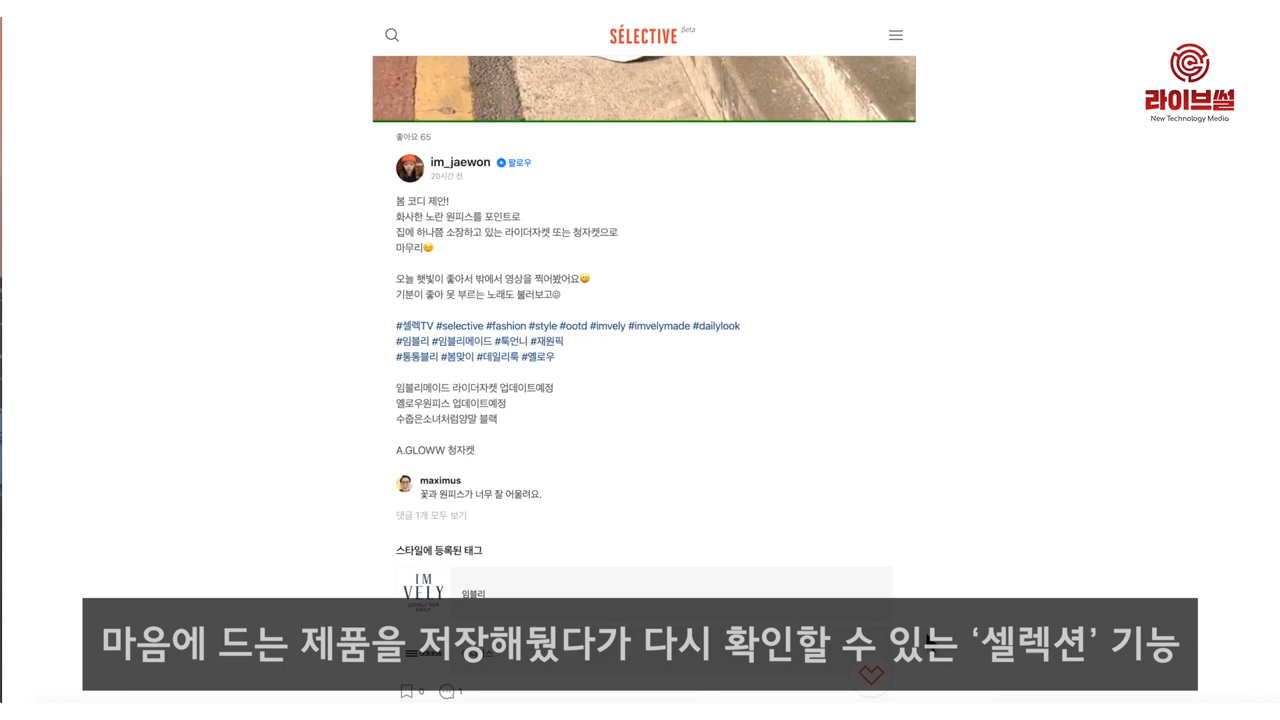 SÉLECTIVE Beta
라이브썰
New Technology Media
좋아요 65
im_jaewon 팔로우
20시간 전
봄 코디 제안!
화사한 노란 원피스를 포인트로
집에 하나쯤 소장하고 있는 라이더자켓 또는 청자켓으로
마무리😉
오늘 햇빛이 좋아서 밖에서 영상을 찍어봤어요😄
기분이 좋아 못 부르는 노래도 불러보고
#셀렉TV #selective #fashion #style #ootd #imvely #imvelymade #dailylook
#임블리 #임블리메이드 #툭언니 #재원픽
#통통블리 #봄맞이 #데일리룩 #옐로우
임블리메이드 라이더자켓 업데이트예정
옐로우원피스 업데이트예정
수줍은소녀처럼양말 블랙
A.GLOWW 청자켓
maximus
꽃과 원피스가 너무 잘 어울려요.
댓글 1개 모두 보기
스타일에 등록된 태그
IM
VELY
임블리
마음에 드는 제품을 저장해뒀다가 다시 확인할 수 있는 ‘셀렉션’ 기능
0 1